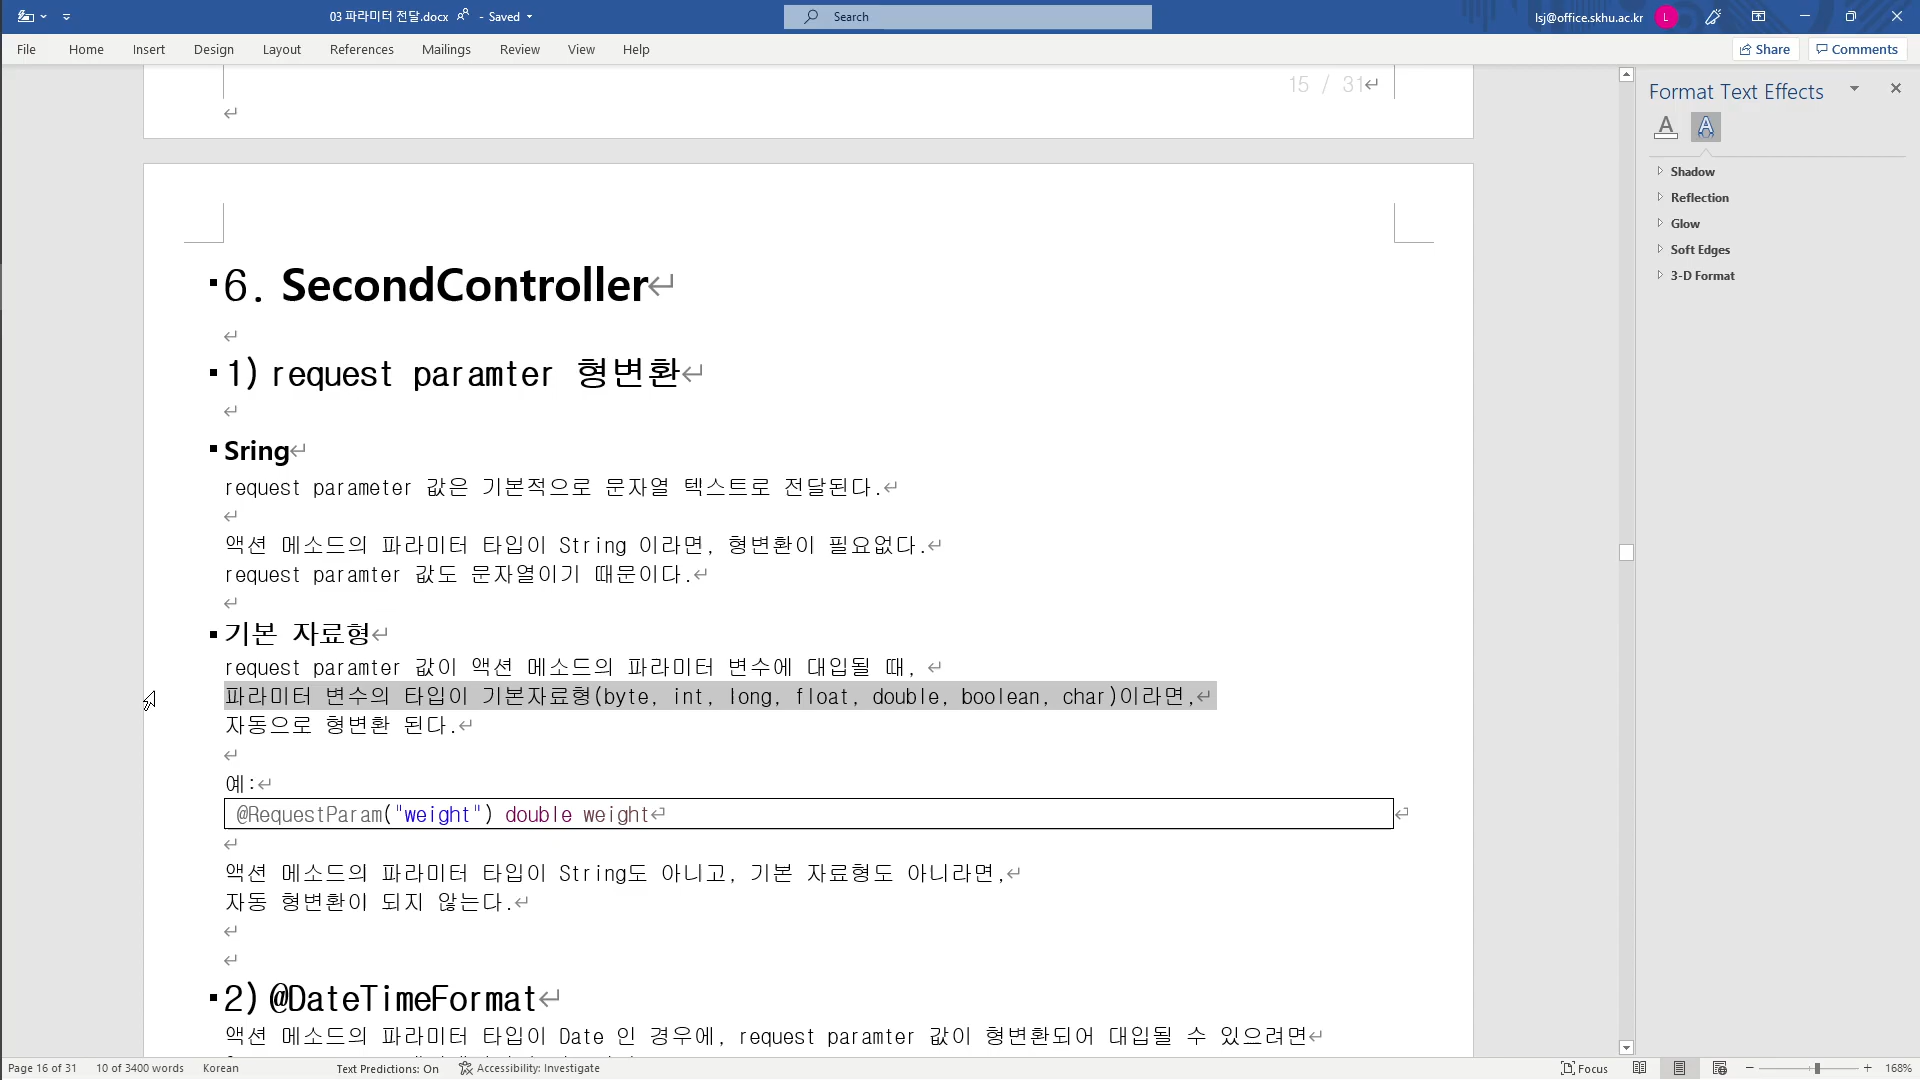 03 파라미터 전달.docx - Saved
Search
lsj@office.skhu.ac.kr L
File Home Insert Design Layout References Mailings Review View Help
Share Comments
15 / 31
6. SecondController
1) request paramter 형변환
Sring
request parameter 값은 기본적으로 문자열 텍스트로 전달된다.
액션 메소드의 파라미터 타입이 String 이라면, 형변환이 필요없다.
request paramter 값도 문자열이기 때문이다.
기본 자료형
request paramter 값이 액션 메소드의 파라미터 변수에 대입될 때,
파라미터 변수의 타입이 기본자료형(byte, int, long, float, double, boolean, char)이라면,
자동으로 형변환 된다.
예:
@RequestParam("weight") double weight
액션 메소드의 파라미터 타입이 String도 아니고, 기본 자료형도 아니라면,
자동 형변환이 되지 않는다.
2) @DateTimeFormat
액션 메소드의 파라미터 타입이 Date 인 경우에, request paramter 값이 형변환되어 대입될 수 있으려면
Format Text Effects
Shadow
Reflection
Glow
Soft Edges
3-D Format
Page 16 of 31 10 of 3400 words Korean Text Predictions: On Accessibility: Investigate Focus 168%